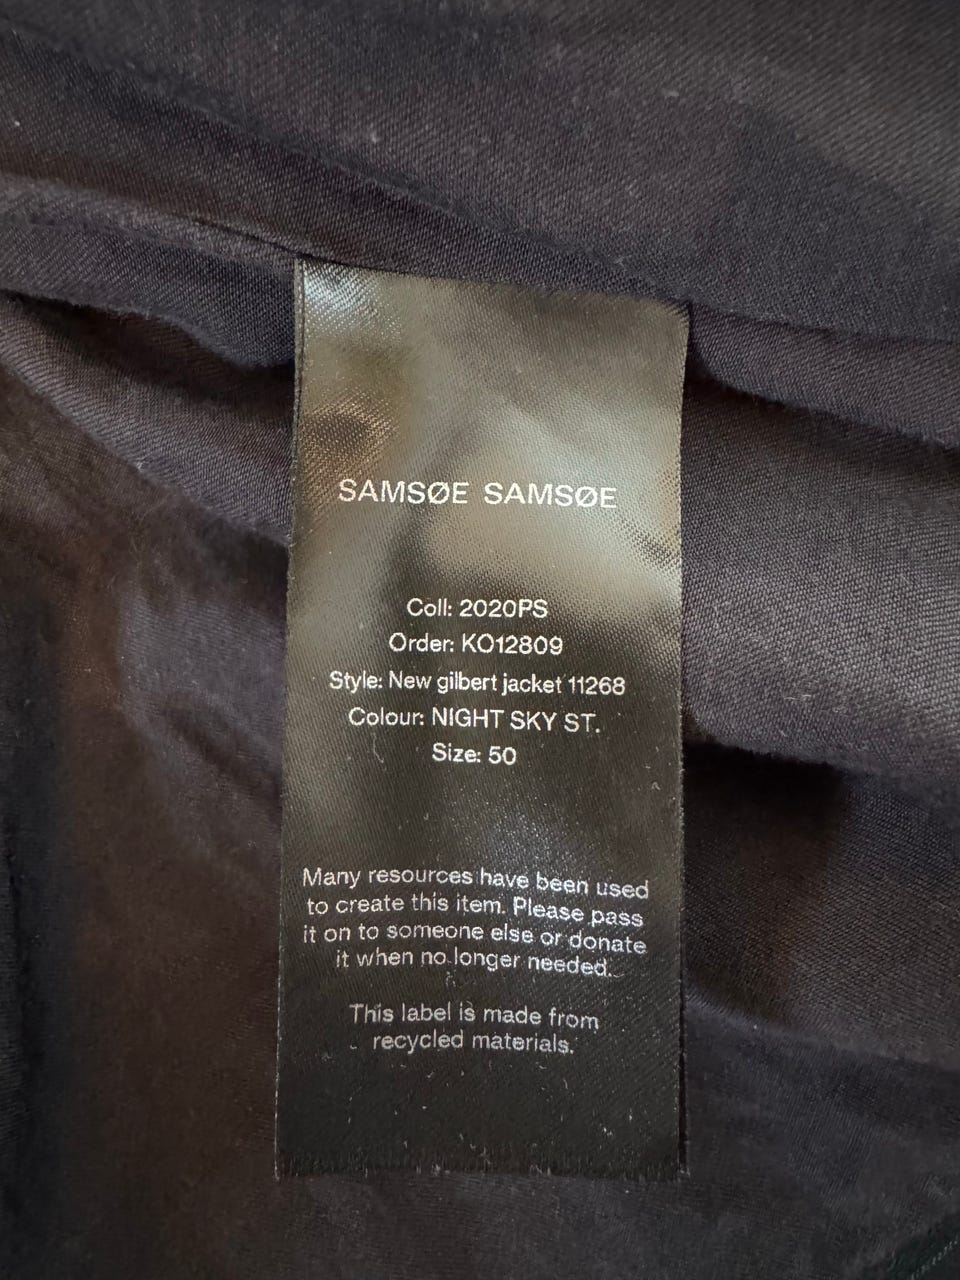 SAMSØE SAMSØE
Coll: 2020PS
Order: KO12809
Style: New gilbert jacket 11268
Colour: NIGHT SKY ST.
Size: 50
Many resources have been used
to create this item. Please pass
it on to someone else or donate
it when no longer needed.
This label is made from
recycled materials.